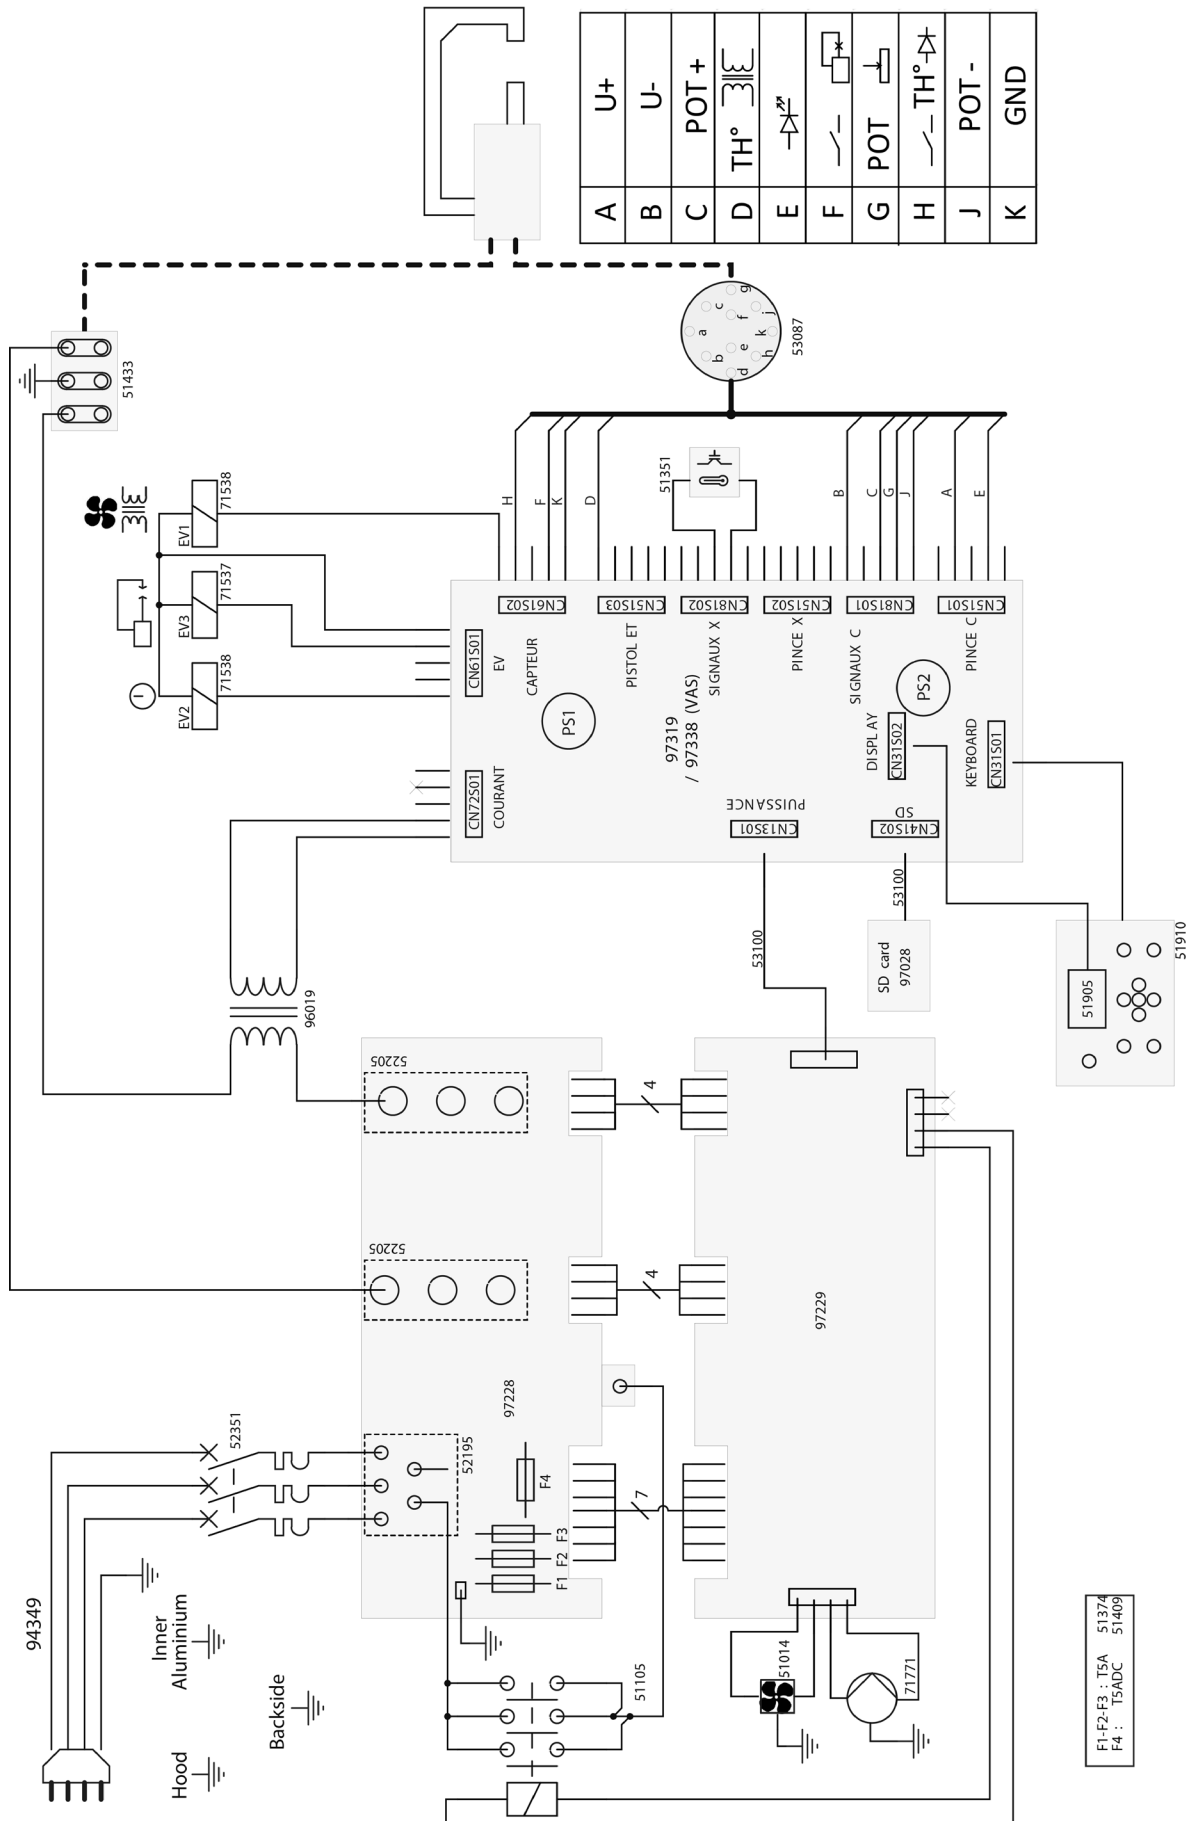 A U+
B U-
C POT +
D TH°
E
F
G POT
H TH°
J POT -
K GND
51433
g
c
f
j
a
k
e
b
h
d
53087
EV1
71538
EV3
71537
EV2
71538
51351
H
F
K
D
B
C
G
J
A
E
CN61S01
EV
CN72S01
COURANT
CN61S02
CAPTEUR
CN51S03
PISTOL ET
CN81S02
SIGNAUX X
CN51S02
PINCE X
CN81S01
SIGNAUX C
CN51S01
PINCE C
PS1
PS2
97319
/ 97338 (VAS)
DISPL AY
CN31S02
KEYBOARD
CN31S01
PUISSANCE
CN13S01
SD
CN41S02
53100
53100
SD card
97028
51905
51910
96019
52205
52205
4
4
7
97228
97229
52351
52195
F4
F3
F2
F1
94349
Inner
Aluminium
Backside
Hood
51105
51014
71771
F1-F2-F3 : T5A 51374
F4 : T5ADC 51409